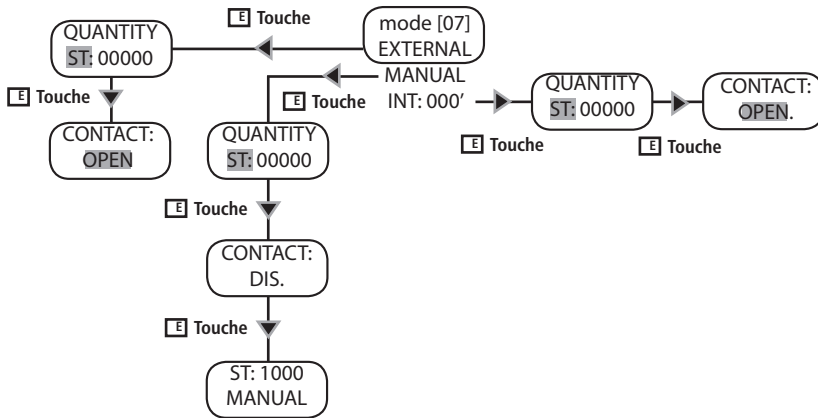 E Touche
mode [07]
EXTERNAL
MANUAL
INT: 000'
QUANTITY
ST: 00000
E Touche
CONTACT:
OPEN
E Touche
QUANTITY
ST: 00000
E Touche
CONTACT:
DIS.
E Touche
ST: 1000
MANUAL
QUANTITY
ST: 00000
E Touche
CONTACT:
OPEN.
E Touche